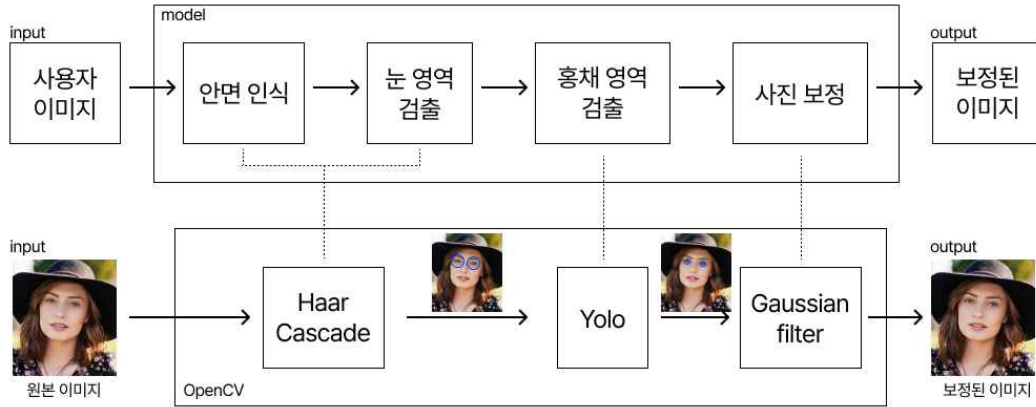 model
input
output
사용자
이미지
안면 인식
눈 영역
검출
홍채 영역
검출
사진 보정
보정된
이미지
input
output
Haar
Cascade
Yolo
Gaussian
filter
원본 이미지
OpenCV
보정된 이미지